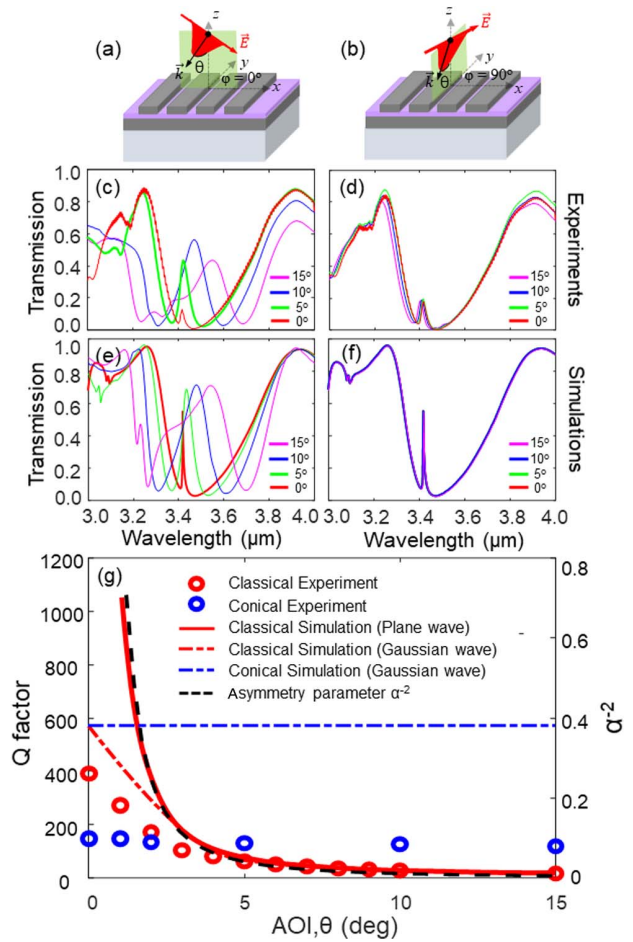 (a)
z
E
k
θ
y
φ = 0°
x
(b)
z
E
k
θ
y
φ = 90°
x
(c)
Transmission
1.0
0.8
0.6
0.4
0.2
0.0
15°
10°
5°
0°
(d)
15°
10°
5°
0°
Experiments
(e)
Transmission
1.0
0.8
0.6
0.4
0.2
0.0
15°
10°
5°
0°
3.0 3.2 3.4 3.6 3.8 4.0
Wavelength (μm)
(f)
15°
10°
5°
0°
3.0 3.2 3.4 3.6 3.8 4.0
Wavelength (μm)
Simulations
(g)
Classical Experiment
Conical Experiment
Classical Simulation (Plane wave)
Classical Simulation (Gaussian wave)
Conical Simulation (Gaussian wave)
Asymmetry parameter α-2
Q factor
1200
1000
800
600
400
200
0
0.8
0.6
0.4
0.2
0
α-2
0 5 10 15
AOI,θ (deg)